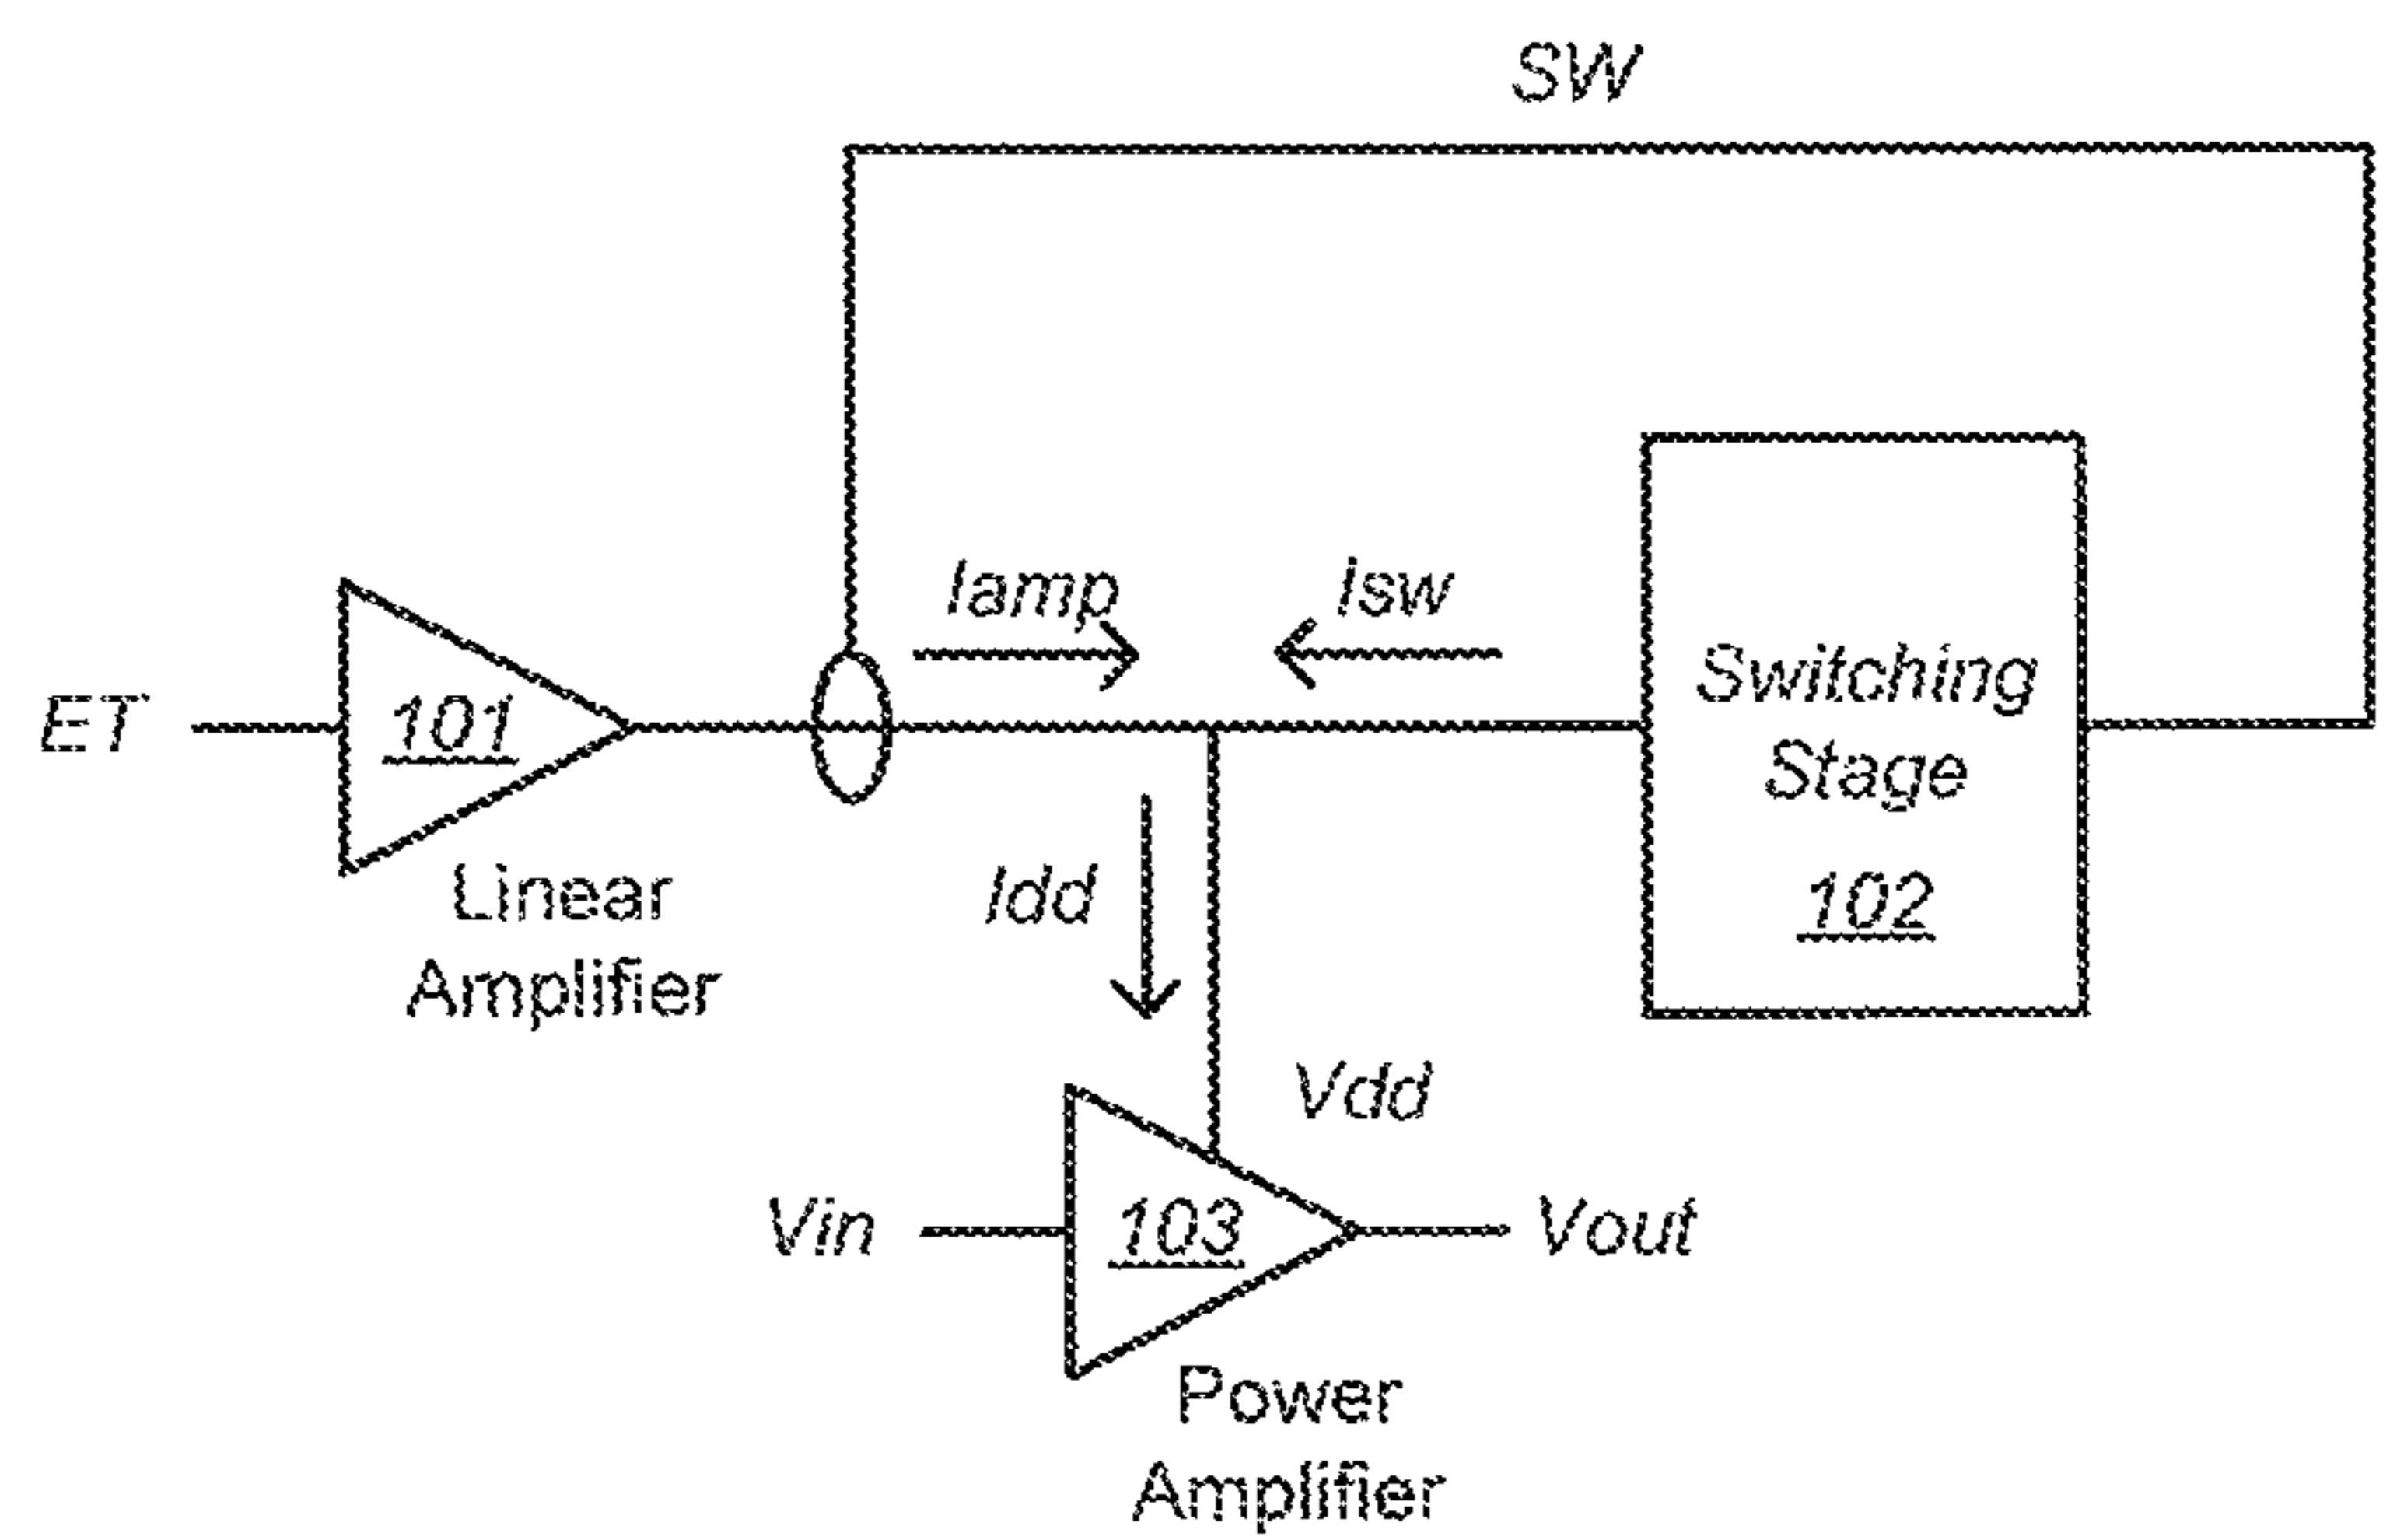 SW
Iamp
Isw
ET
101
Switching
Stage
102
Linear
Amplifier
Idd
Vdd
Vin
103
Vout
Power
Amplifier